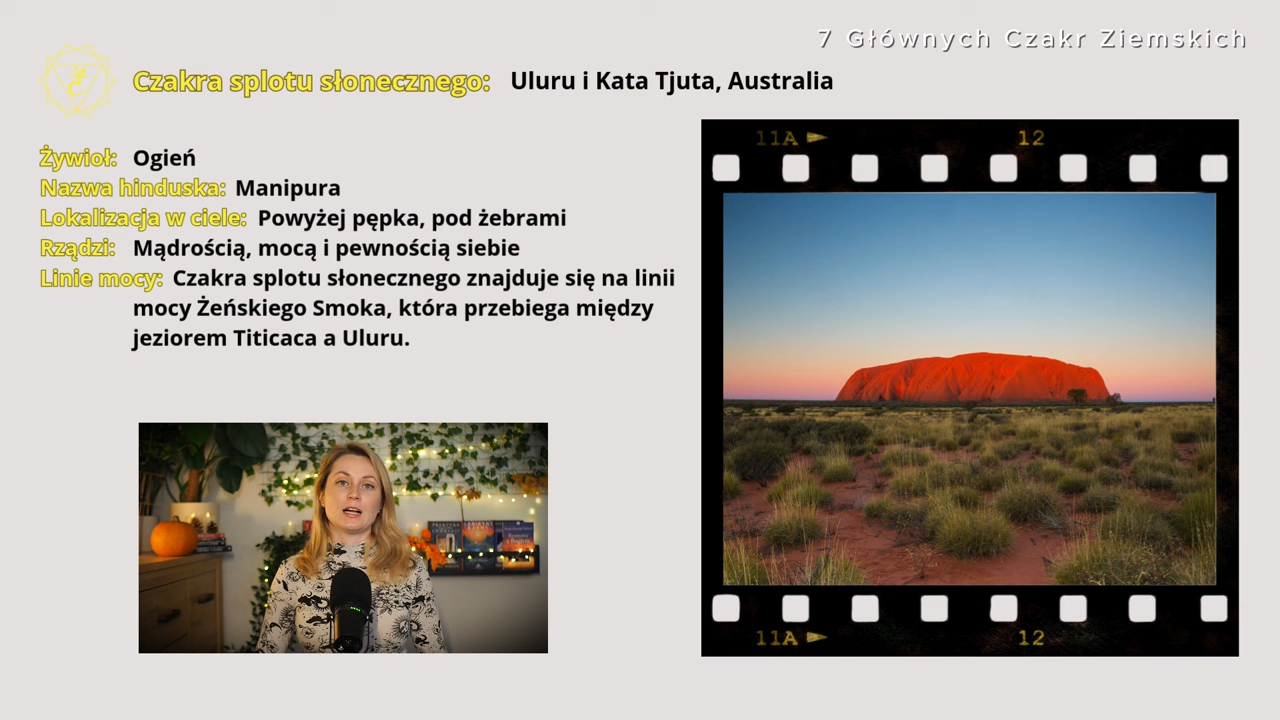 7 Głównych Czakr Ziemskich
Czakra splotu słonecznego: Uluru i Kata Tjuta, Australia
Żywioł: Ogień
Nazwa hinduska: Manipura
Lokalizacja w ciele: Powyżej pępka, pod żebrami
Rządzi: Mądrością, mocą i pewnością siebie
Linie mocy: Czakra splotu słonecznego znajduje się na linii
mocy Żeńskiego Smoka, która przebiega między
jeziorem Titicaca a Uluru.
11A 12
11A 12